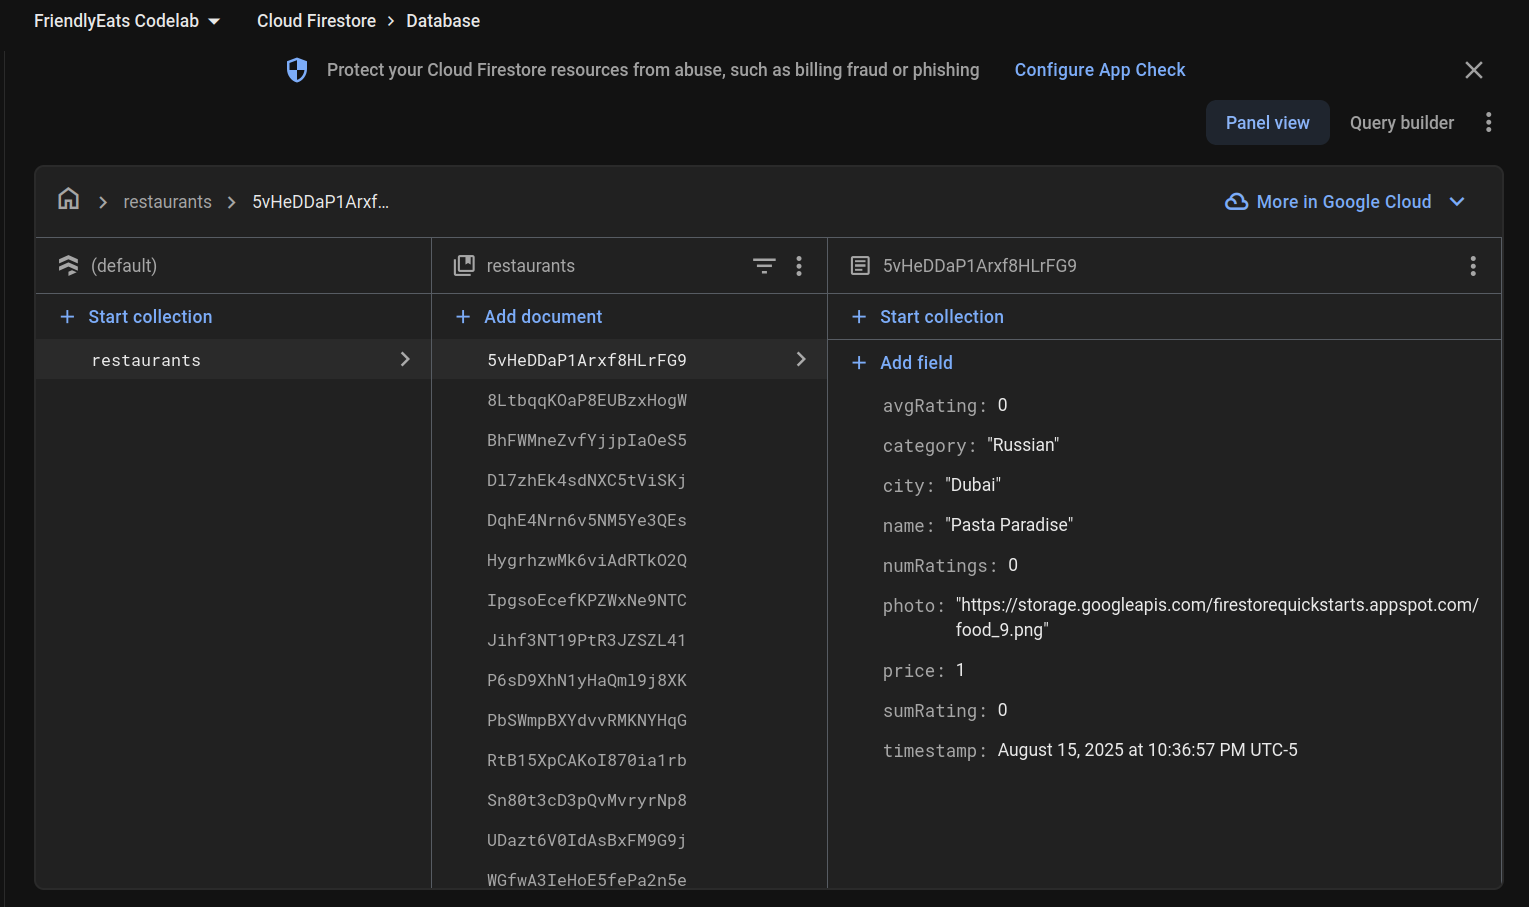 FriendlyEats Codelab
Cloud Firestore > Database
Protect your Cloud Firestore resources from abuse, such as billing fraud or phishing
Configure App Check
Panel view
Query builder
restaurants > 5vHeDDaP1Arxf...
More in Google Cloud
(default)
Start collection
restaurants
restaurants
Add document
5vHeDDaP1Arxf8HLrFG9
8LtbqqKOaP8EUBzxHogW
BhFWMneZvfYjjpIaOeS5
Dl7zhEk4sdNXC5tViSKj
DqhE4Nrn6v5NM5Ye3QEs
HygrhzwMk6viAdRTkO2Q
IpgsoEcefKPZWxNe9NTC
Jihf3NT19PtR3JZSZL41
P6sD9XhN1yHaQml9j8XK
PbSWmpBXYdvvRMKNYHqG
RtB15XpCAKoI870ia1rb
Sn80t3cD3pQvMvryrNp8
UDazt6V0IdAsBxFM9G9j
WGfwA3IeHoE5fePa2n5e
5vHeDDaP1Arxf8HLrFG9
Start collection
Add field
avgRating: 0
category: "Russian"
city: "Dubai"
name: "Pasta Paradise"
numRatings: 0
photo: "https://storage.googleapis.com/firestorequickstarts.appspot.com/
food_9.png"
price: 1
sumRating: 0
timestamp: August 15, 2025 at 10:36:57 PM UTC-5